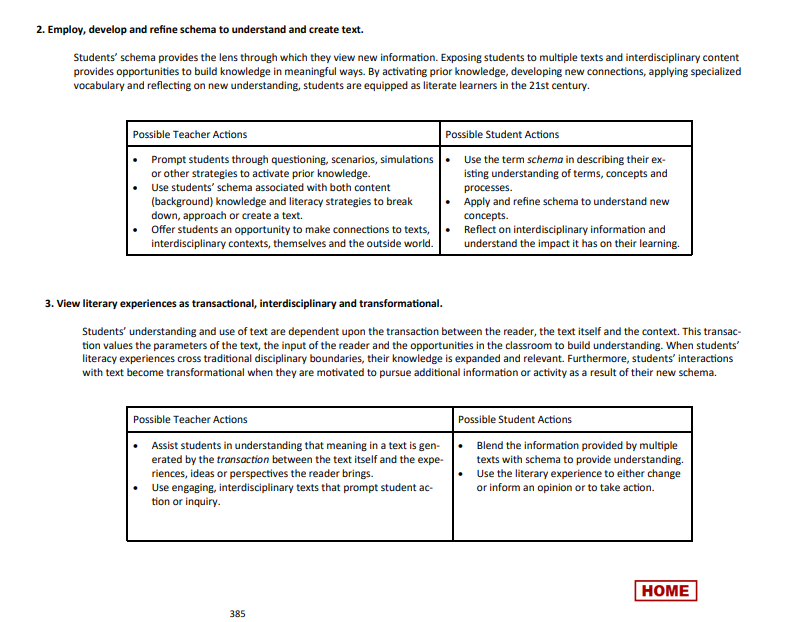 2. Employ, develop and refine schema to understand and create text.
Students’ schema provides the lens through which they view new information. Exposing students to multiple texts and interdisciplinary content
provides opportunities to build knowledge in meaningful ways. By activating prior knowledge, developing new connections, applying specialized
vocabulary and reflecting on new understanding, students are equipped as literate learners in the 21st century.
Possible Teacher Actions
• Prompt students through questioning, scenarios, simulations
or other strategies to activate prior knowledge.
• Use students’ schema associated with both content
(background) knowledge and literacy strategies to break
down, approach or create a text.
• Offer students an opportunity to make connections to texts,
interdisciplinary contexts, themselves and the outside world.
Possible Student Actions
• Use the term schema in describing their ex-
isting understanding of terms, concepts and
processes.
• Apply and refine schema to understand new
concepts.
• Reflect on interdisciplinary information and
understand the impact it has on their learning.
3. View literary experiences as transactional, interdisciplinary and transformational.
Students’ understanding and use of text are dependent upon the transaction between the reader, the text itself and the context. This transac-
tion values the parameters of the text, the input of the reader and the opportunities in the classroom to build understanding. When students’
literacy experiences cross traditional disciplinary boundaries, their knowledge is expanded and relevant. Furthermore, students’ interactions
with text become transformational when they are motivated to pursue additional information or activity as a result of their new schema.
Possible Teacher Actions
• Assist students in understanding that meaning in a text is gen-
erated by the transaction between the text itself and the expe-
riences, ideas or perspectives the reader brings.
• Use engaging, interdisciplinary texts that prompt student ac-
tion or inquiry.
Possible Student Actions
• Blend the information provided by multiple
texts with schema to provide understanding.
• Use the literary experience to either change
or inform an opinion or to take action.
HOME
385